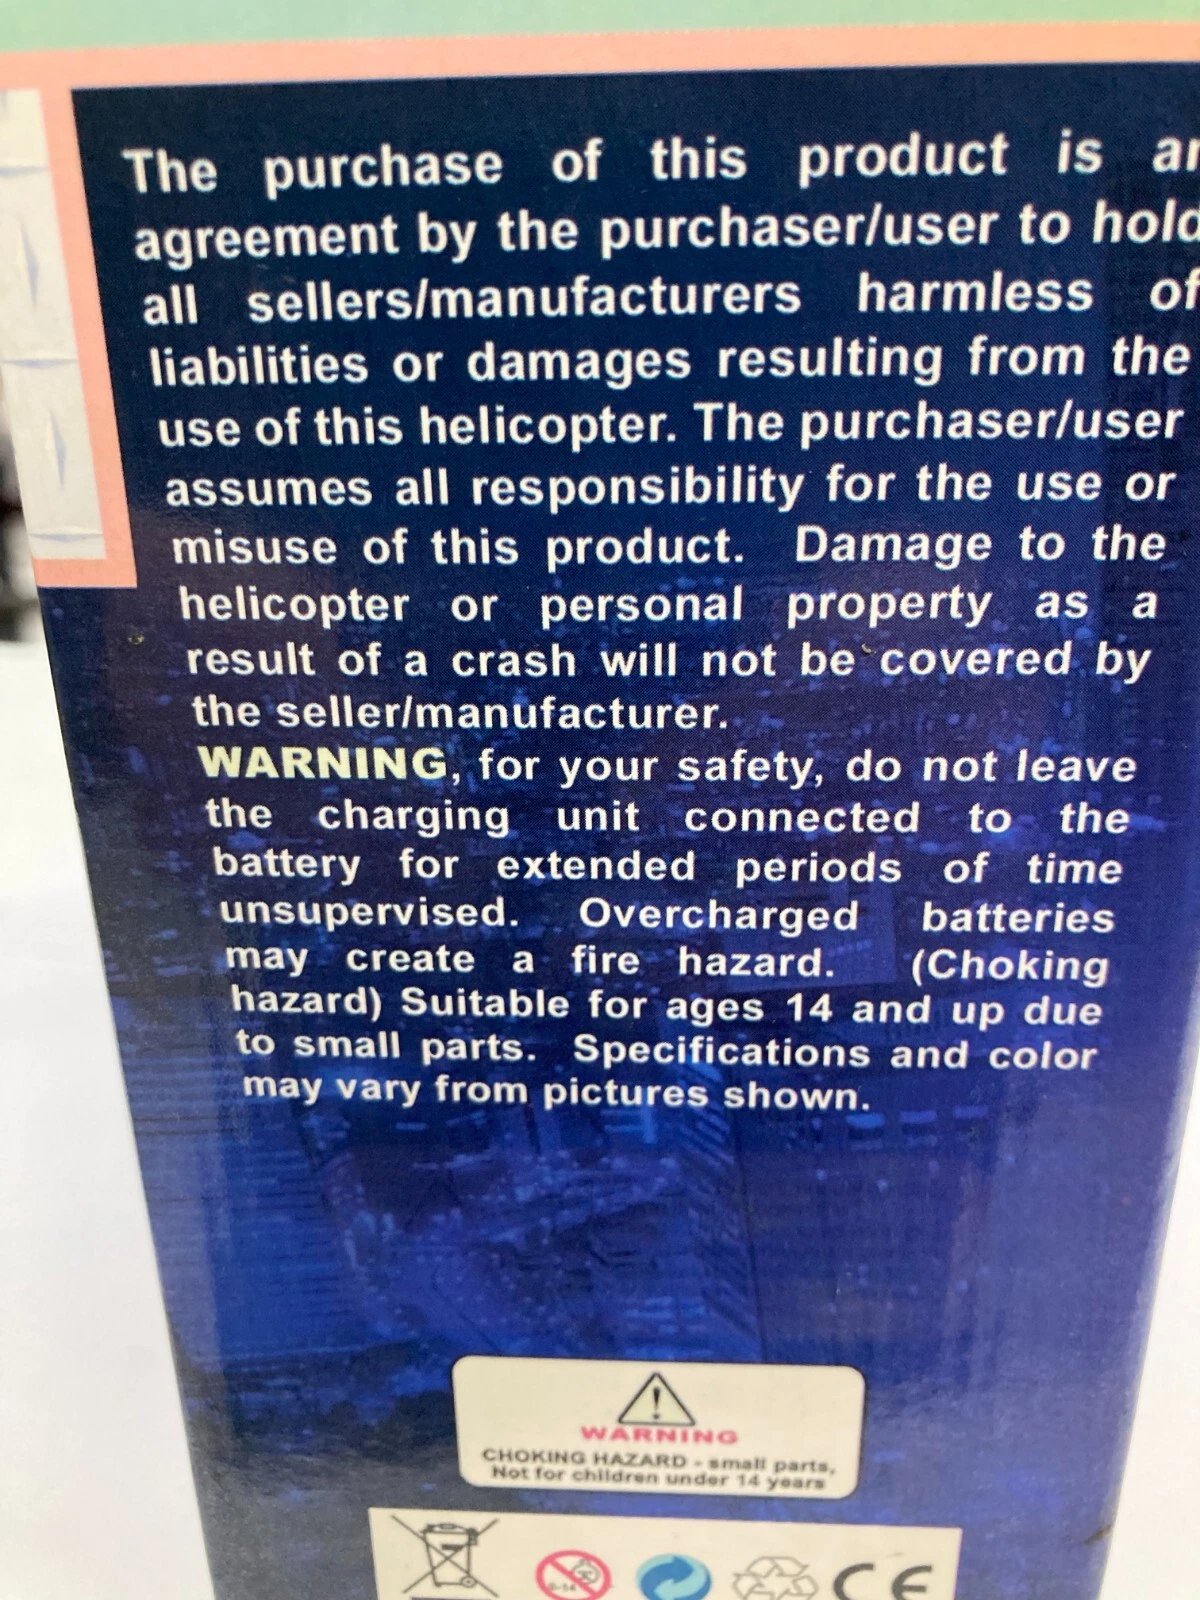 The purchase of this product is an
agreement by the purchaser/user to hold
all sellers/manufacturers harmless of
liabilities or damages resulting from the
use of this helicopter. The purchaser/user
assumes all responsibility for the use or
misuse of this product. Damage to the
helicopter or personal property as a
result of a crash will not be covered by
the seller/manufacturer.
WARNING, for your safety, do not leave
the charging unit connected to the
battery for extended periods of time
unsupervised. Overcharged batteries
may create a fire hazard. (Choking
hazard) Suitable for ages 14 and up due
to small parts. Specifications and color
may vary from pictures shown.
WARNING
CHOKING HAZARD - small parts,
Not for children under 14 years
0-14
CE